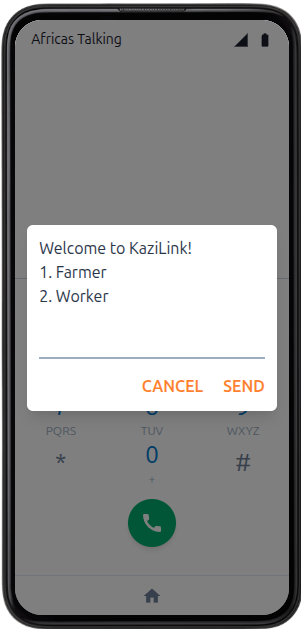 Africas Talking
Welcome to KaziLink!
1. Farmer
2. Worker
CANCEL SEND
PQRS TUV WXYZ
* 0 #
+